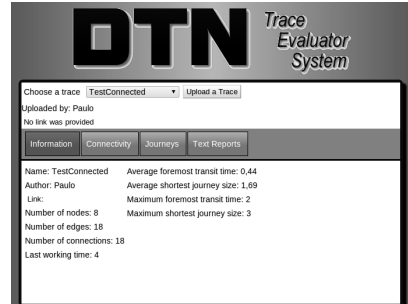 DTN
Trace
Evaluator
System
Choose a trace TestConnected Upload a Trace
Uploaded by: Paulo
No link was provided
Information Connectivity Journeys Text Reports
Name: TestConnected Average foremost transit time: 0,44
Author: Paulo Average shortest journey size: 1,69
Link: Maximum foremost transit time: 2
Number of nodes: 8 Maximum shortest journey size: 3
Number of edges: 18
Number of connections: 18
Last working time: 4